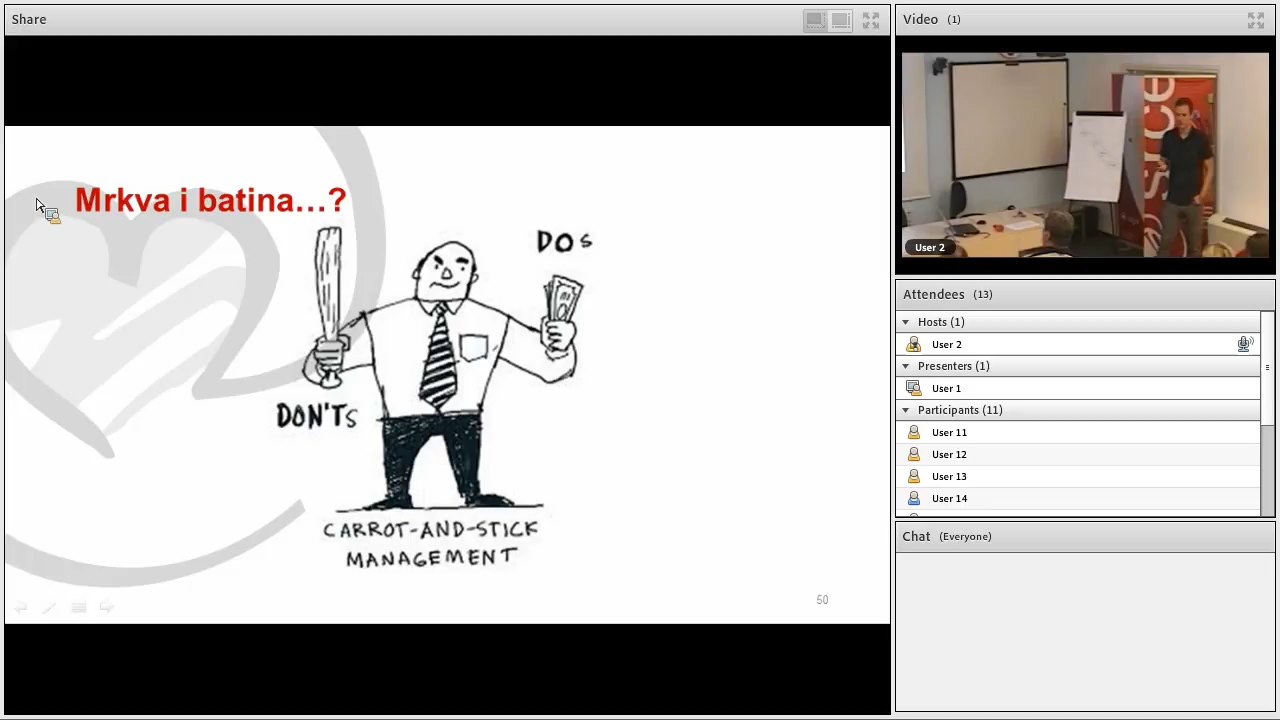 Share
Mrkva i batina...?
DOs
DON'Ts
CARROT-AND-STICK
MANAGEMENT
50
Video (1)
srce
User 2
Attendees (13)
Hosts (1)
User 2
Presenters (1)
User 1
Participants (11)
User 11
User 12
User 13
User 14
Chat (Everyone)